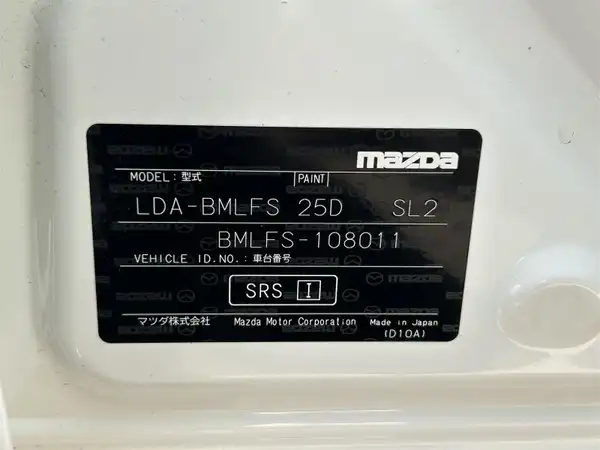 mazda
MODEL: 型式 PAINT
LDA-BMLFS 25D SL2
BMLFS-108011
VEHICLE ID.NO.: 車台番号
SRS I
マツダ株式会社 Mazda Motor Corporation Made in Japan
(D10A)